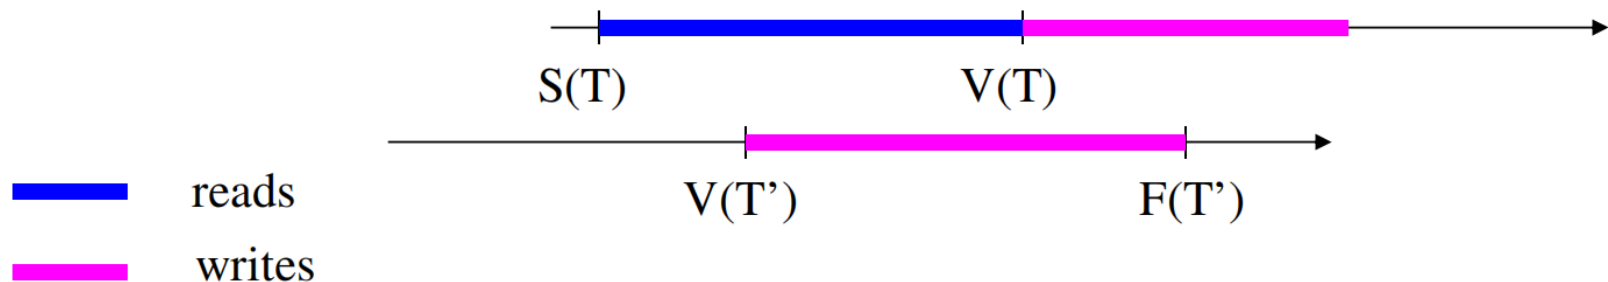 S(T) V(T)
V(T’) F(T’)
reads
writes